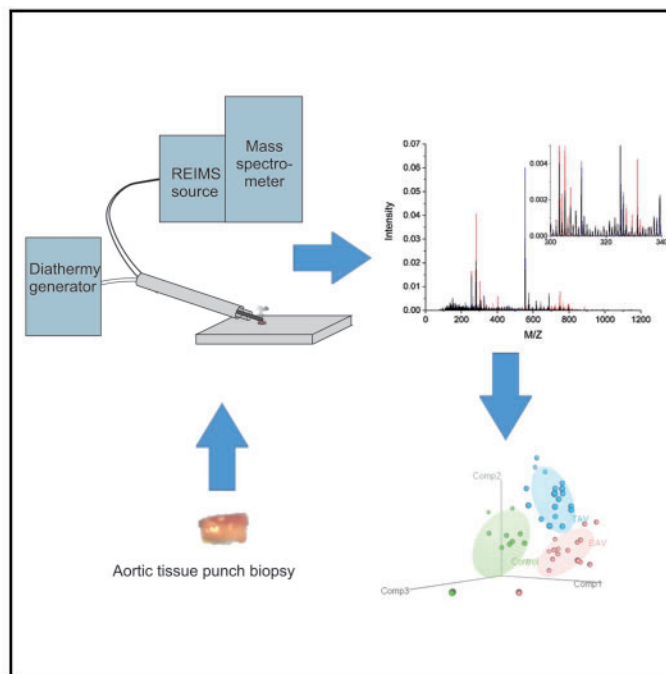 Mass
spectro-
meter
REIMS
source
Diathermy
generator
Aortic tissue punch biopsy
0.07
0.06
0.05
0.04
0.03
0.02
0.01
0.00
Intensity
0 200 400 600 800 1000 1200
M/Z
0.004
0.002
0.000
300 320 340
Comp2
TAV
BAV
Control
Comp3
Comp1